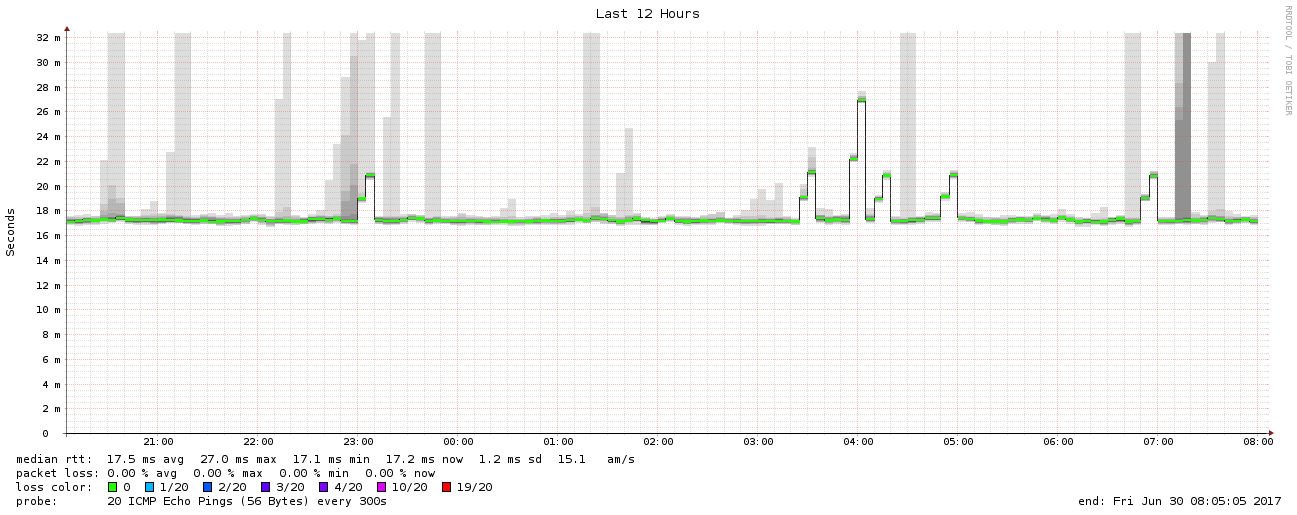 Last 12 Hours
RRDTOOL / TOBI OETIKER
Seconds
32 m
30 m
28 m
26 m
24 m
22 m
20 m
18 m
16 m
14 m
12 m
10 m
8 m
6 m
4 m
2 m
0
21:00 22:00 23:00 00:00 01:00 02:00 03:00 04:00 05:00 06:00 07:00 08:00
median rtt: 17.5 ms avg 27.0 ms max 17.1 ms min 17.2 ms now 1.2 ms sd 15.1 am/s
packet loss: 0.00 % avg 0.00 % max 0.00 % min 0.00 % now
loss color: 0 1/20 2/20 3/20 4/20 10/20 19/20
probe: 20 ICMP Echo Pings (56 Bytes) every 300s end: Fri Jun 30 08:05:05 2017